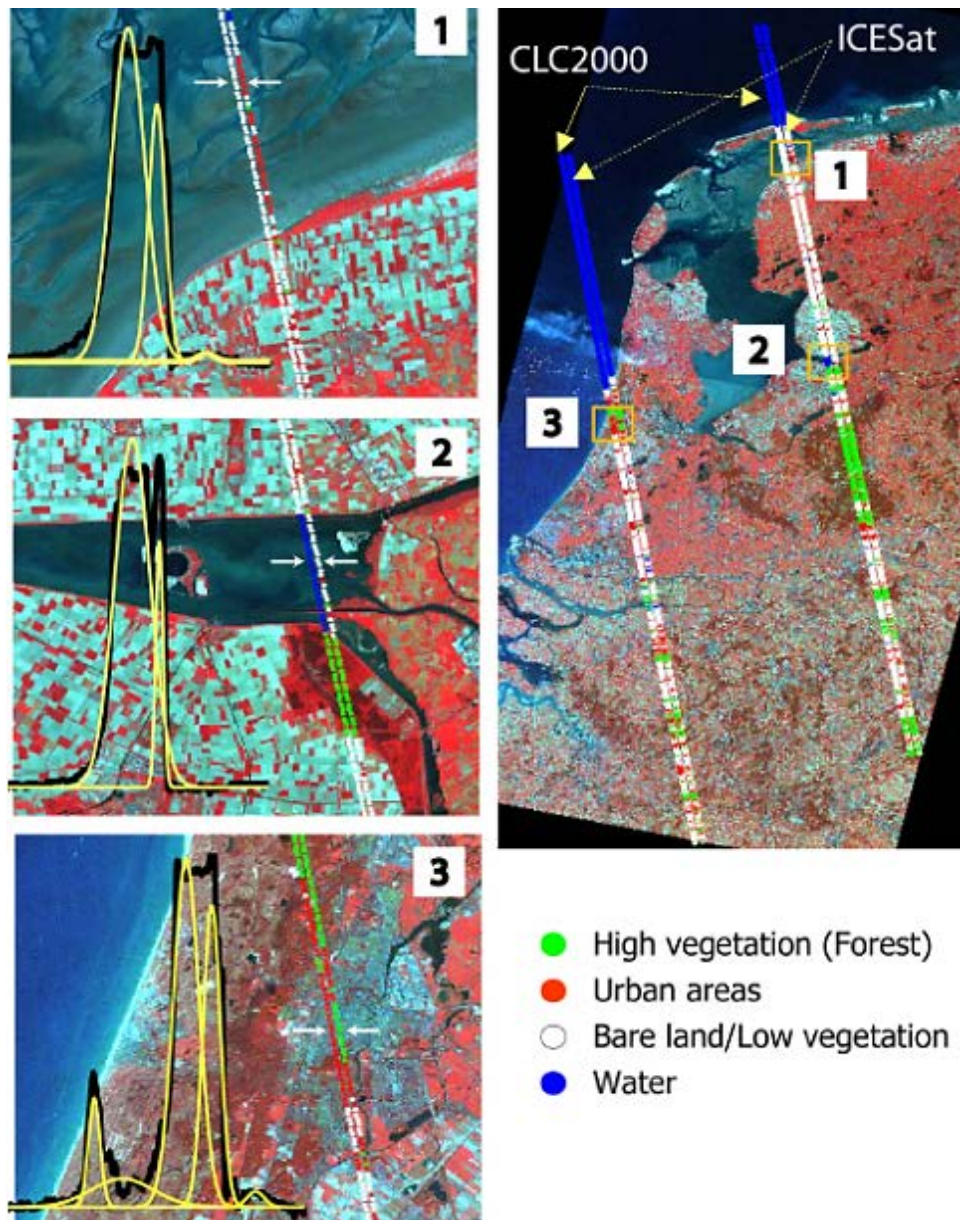 1
2
3
CLC2000
ICESat
1
2
3
High vegetation (Forest)
Urban areas
Bare land/Low vegetation
Water